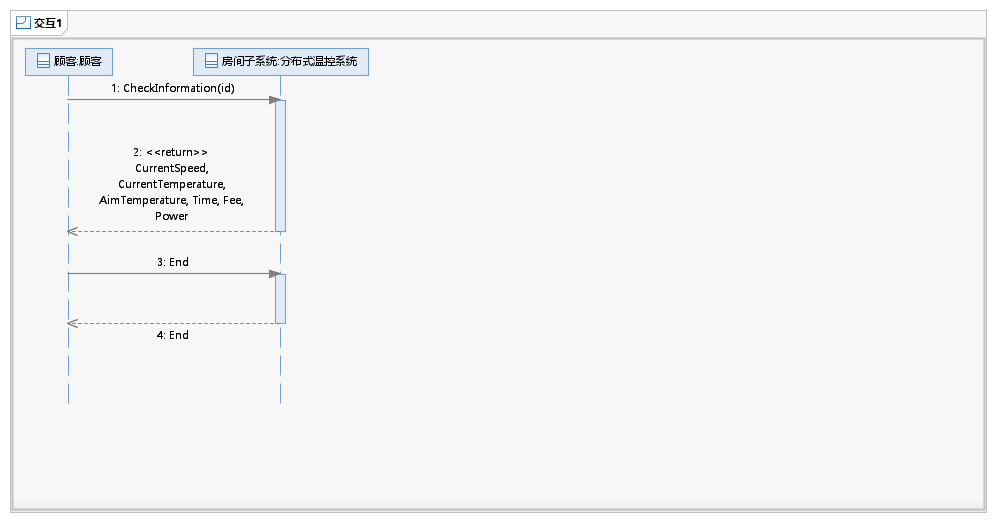 交互1
顾客:顾客
房间子系统:分布式温控系统
1: CheckInformation(id)
2: <<return>>
CurrentSpeed,
CurrentTemperature,
AimTemperature, Time, Fee,
Power
3: End
4: End